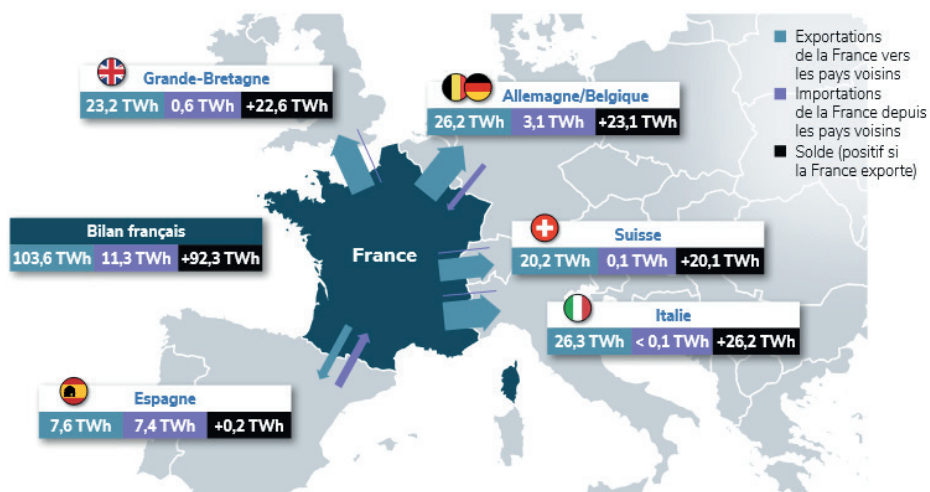 Grande-Bretagne
23,2 TWh 0,6 TWh +22,6 TWh
Allemagne/Belgique
26,2 TWh 3,1 TWh +23,1 TWh
Exportations
de la France vers
les pays voisins
Importations
de la France depuis
les pays voisins
Solde (positif si
la France exporte)
Bilan français
103,6 TWh 11,3 TWh +92,3 TWh
France
Suisse
20,2 TWh 0,1 TWh +20,1 TWh
Italie
26,3 TWh < 0,1 TWh +26,2 TWh
Espagne
7,6 TWh 7,4 TWh +0,2 TWh